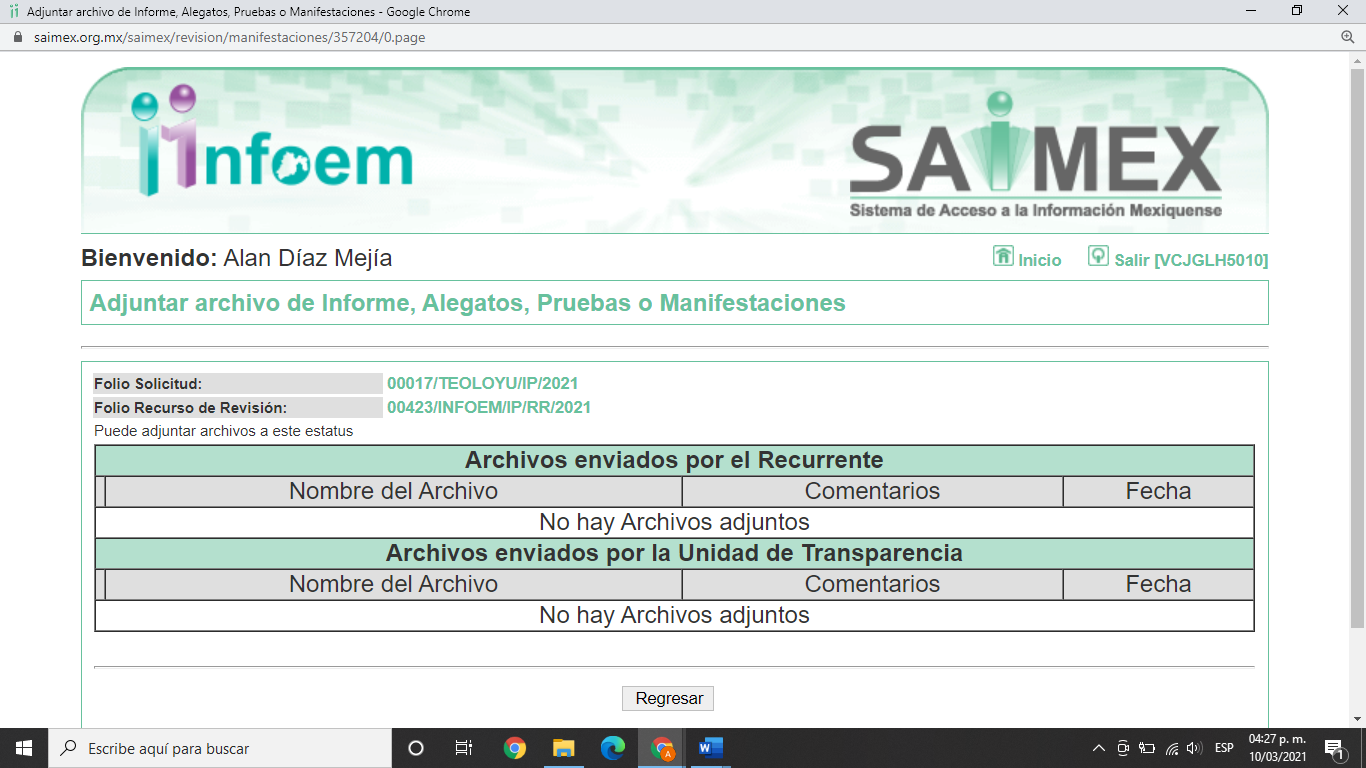 Adjuntar archivo de Informe, Alegatos, Pruebas o Manifestaciones - Google Chrome
saimex.org.mx/saimex/revision/manifestaciones/357204/0.page
infoem
SAIMEX
Sistema de Acceso a la Información Mexiquense
Bienvenido: Alan Díaz Mejía
Inicio
Salir [VCJGLH5010]
Adjuntar archivo de Informe, Alegatos, Pruebas o Manifestaciones
Folio Solicitud: 00017/TEOLOYU/IP/2021
Folio Recurso de Revisión: 00423/INFOEM/IP/RR/2021
Puede adjuntar archivos a este estatus
Archivos enviados por el Recurrente
Nombre del Archivo Comentarios Fecha
No hay Archivos adjuntos
Archivos enviados por la Unidad de Transparencia
Nombre del Archivo Comentarios Fecha
No hay Archivos adjuntos
Regresar
Escribe aquí para buscar
ESP
04:27 p. m.
10/03/2021
1